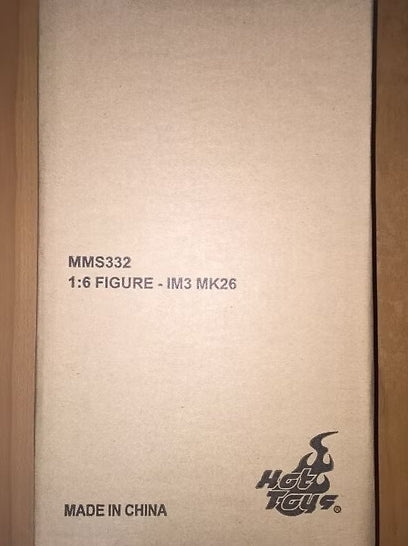 MMS332
1:6 FIGURE - IM3 MK26
Hot
Toys®
MADE IN CHINA